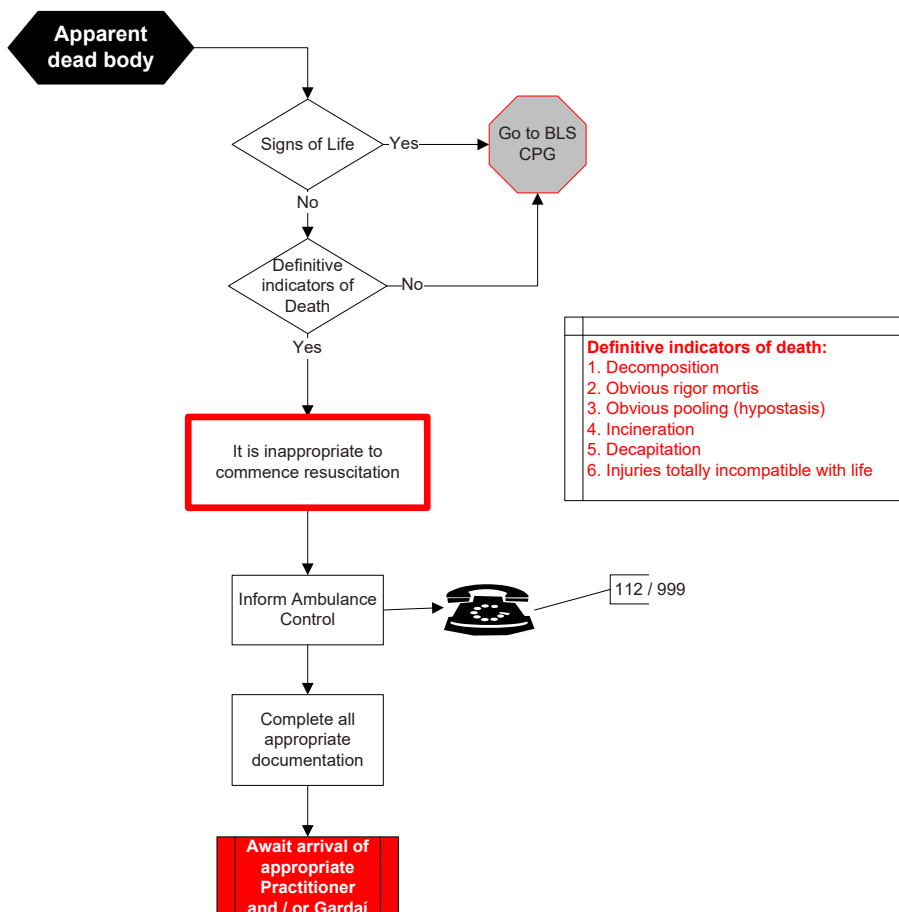 Apparent
dead body
Signs of Life
Yes
Go to BLS
CPG
No
Definitive
indicators of
Death
No
Yes
Definitive indicators of death:
1. Decomposition
2. Obvious rigor mortis
3. Obvious pooling (hypostasis)
4. Incineration
5. Decapitation
6. Injuries totally incompatible with life
It is inappropriate to
commence resuscitation
Inform Ambulance
Control
112 / 999
Complete all
appropriate
documentation
Await arrival of
appropriate
Practitioner
and / or Gardaí